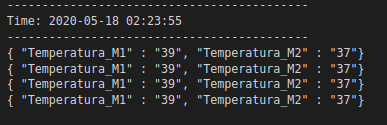 -------------------------------------------
Time: 2020-05-18 02:23:55
-------------------------------------------
{ "Temperatura_M1" : "39", "Temperatura_M2" : "37"}
{ "Temperatura_M1" : "39", "Temperatura_M2" : "37"}
{ "Temperatura_M1" : "39", "Temperatura_M2" : "37"}
{ "Temperatura_M1" : "39", "Temperatura_M2" : "37"}